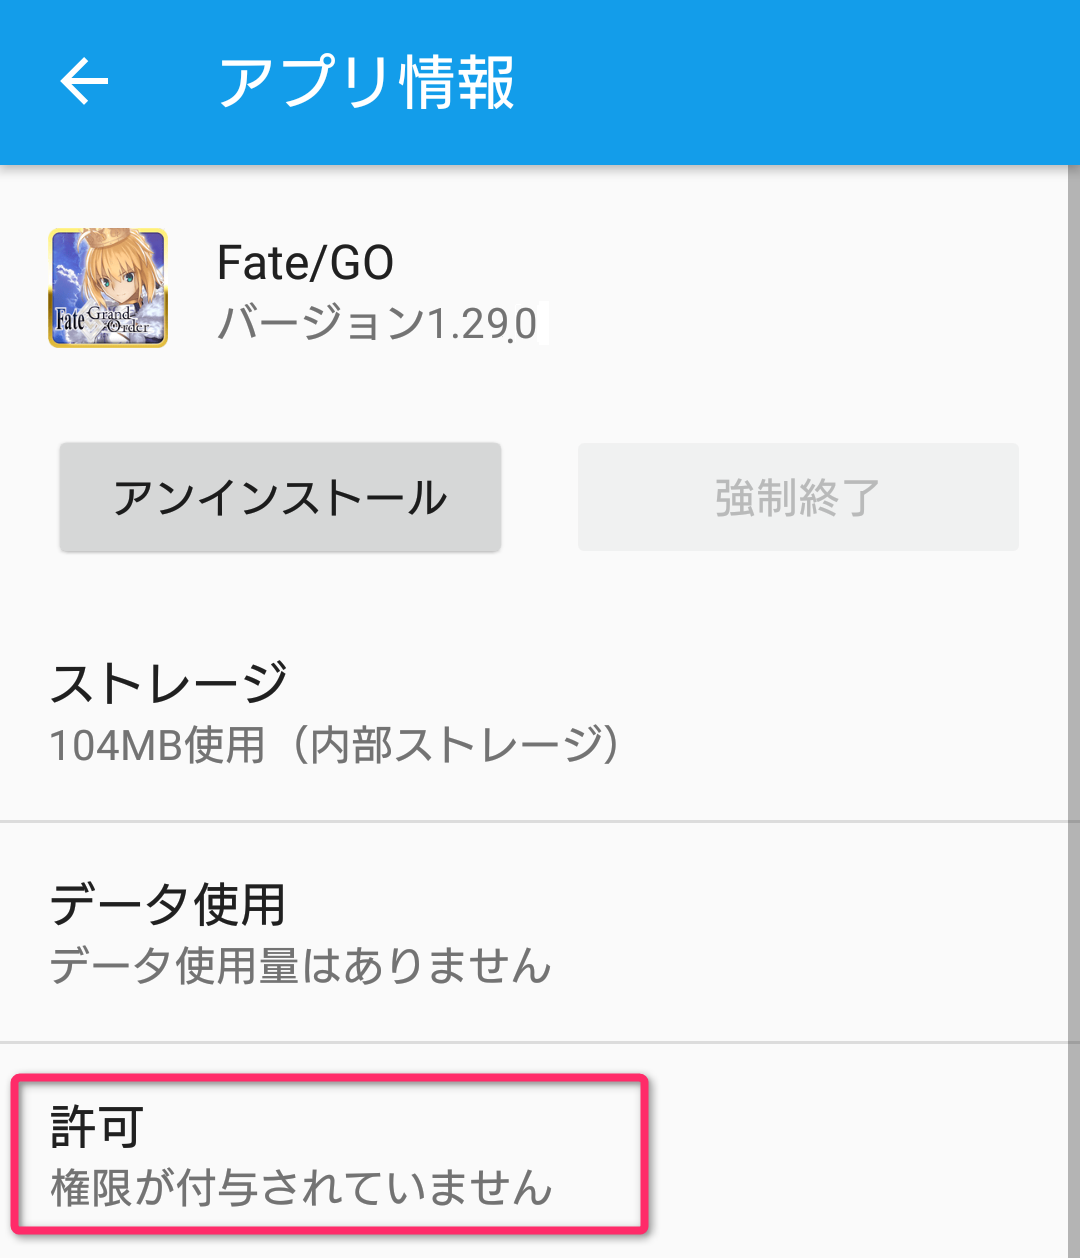 アプリ情報
Fate/GO
バージョン1.29.0
Fate Grand Order
アンインストール
強制終了
ストレージ
104MB使用（内部ストレージ）
データ使用
データ使用量はありません
許可
権限が付与されていません